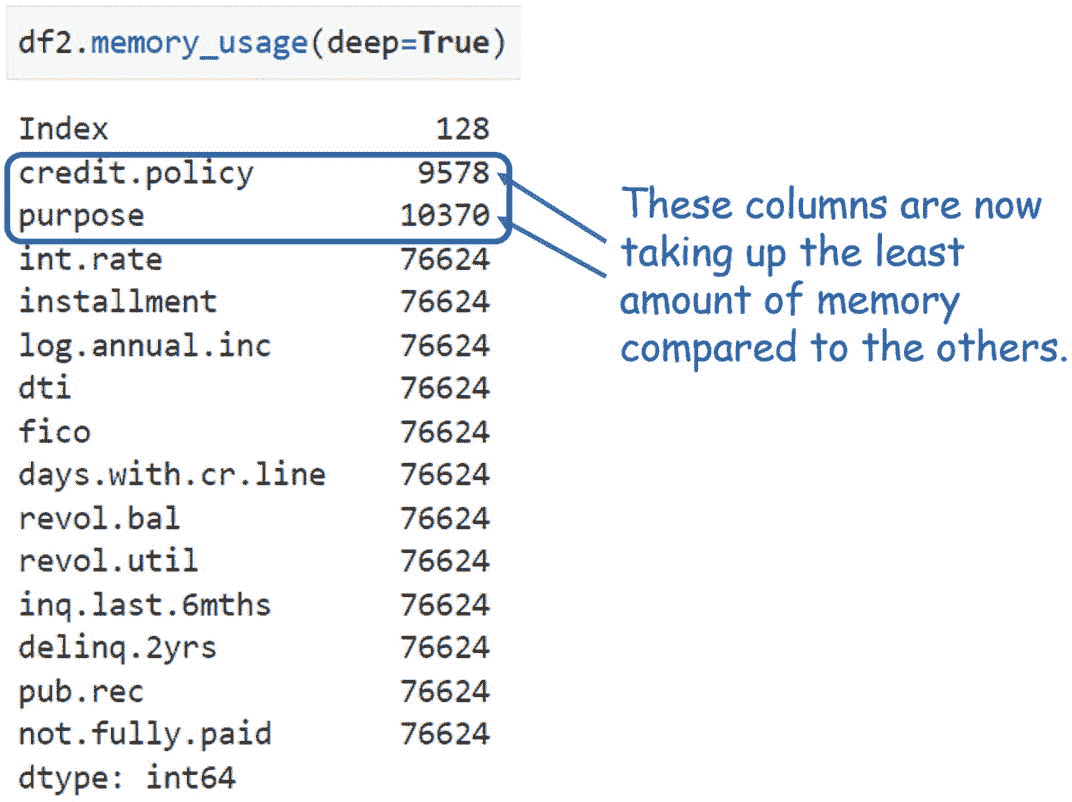 df2.memory_usage(deep=True)
Index 128
credit.policy 9578
purpose 10370
int.rate 76624
installment 76624
log.annual.inc 76624
dti 76624
fico 76624
days.with.cr.line 76624
revol.bal 76624
revol.util 76624
inq.last.6mths 76624
delinq.2yrs 76624
pub.rec 76624
not.fully.paid 76624
dtype: int64
These columns are now
taking up the least
amount of memory
compared to the others.